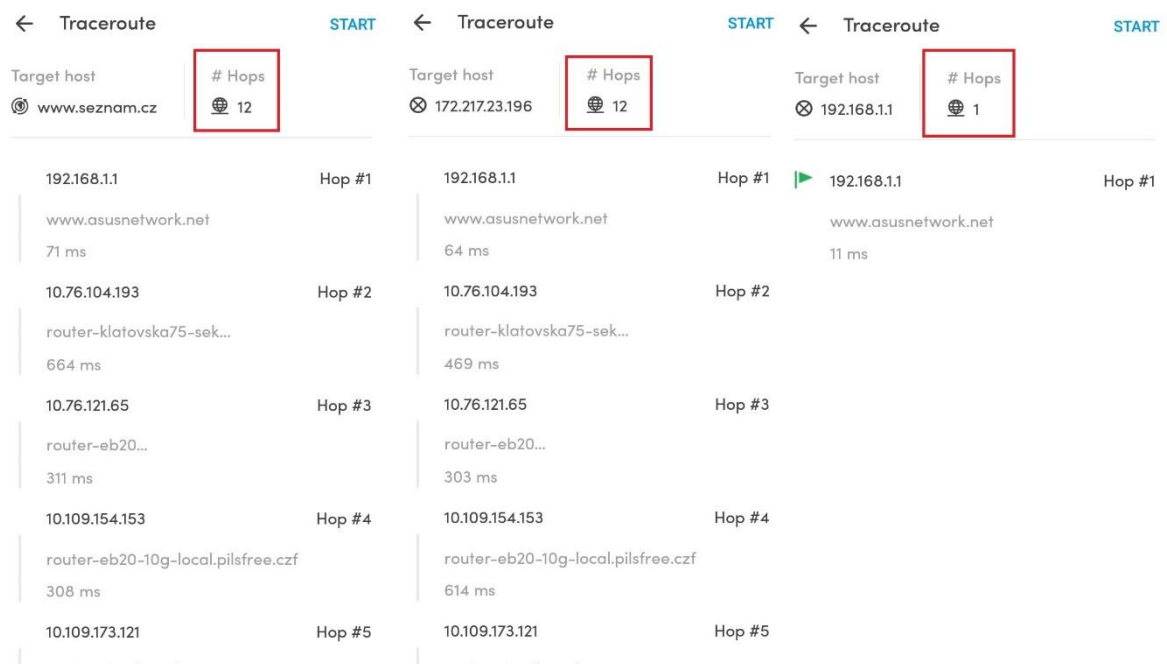 Traceroute START
Target host # Hops
www.seznam.cz 12
192.168.1.1 Hop #1
www.asusnetwork.net
71 ms
10.76.104.193 Hop #2
router-klatovska75-sek...
664 ms
10.76.121.65 Hop #3
router-eb20...
311 ms
10.109.154.153 Hop #4
router-eb20-10g-local.pilsfree.czf
308 ms
10.109.173.121 Hop #5
Traceroute START
Target host # Hops
172.217.23.196 12
192.168.1.1 Hop #1
www.asusnetwork.net
64 ms
10.76.104.193 Hop #2
router-klatovska75-sek...
469 ms
10.76.121.65 Hop #3
router-eb20...
303 ms
10.109.154.153 Hop #4
router-eb20-10g-local.pilsfree.czf
614 ms
10.109.173.121 Hop #5
Traceroute START
Target host # Hops
192.168.1.1 1
192.168.1.1 Hop #1
www.asusnetwork.net
11 ms